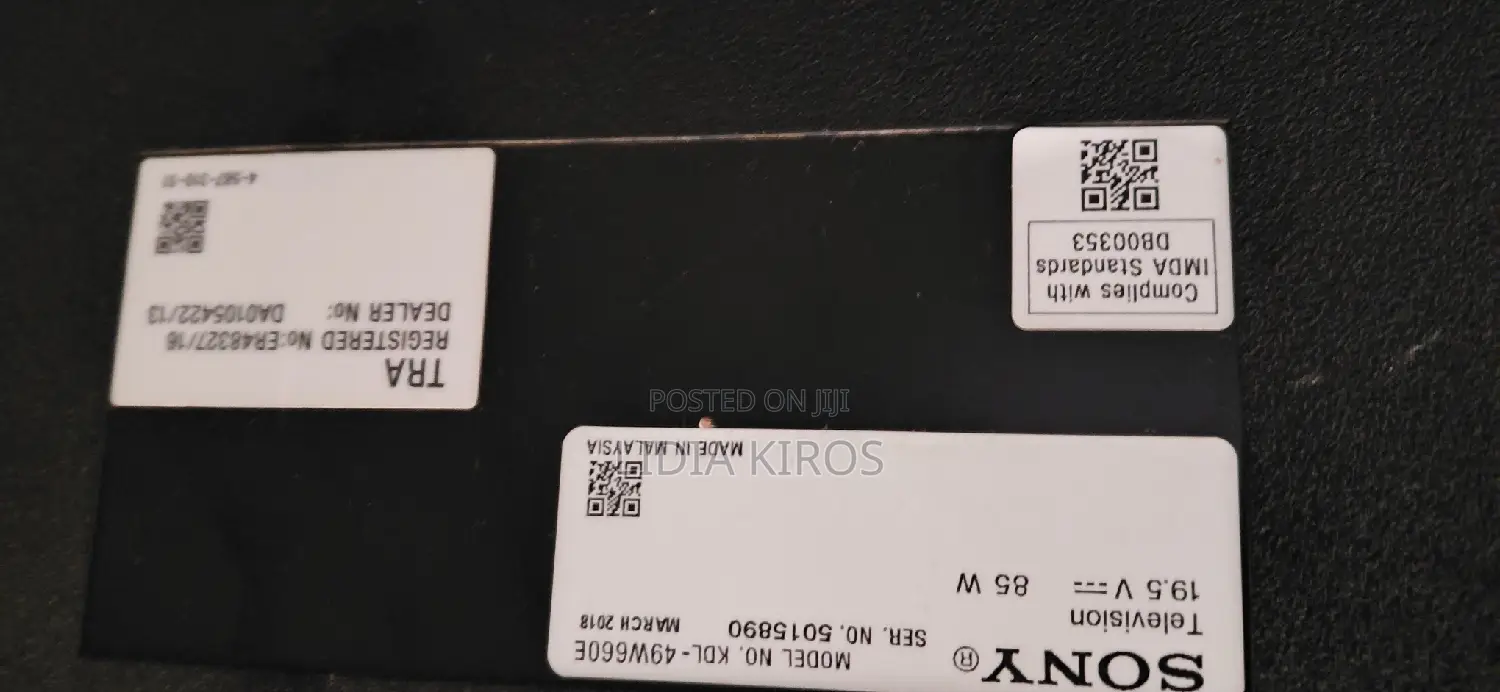 SONY®
Television
19.5 V ⎓ 85 W
MODEL NO. KDL-49W660E
SER. NO. 5015890 MARCH 2018
MADE IN MALAYSIA
TRA
REGISTERED No:ER48327/16
DEALER No: DA0105422/13
Complies with
IMDA Standards
DB00353
POSTED ON JIJI
KIROS